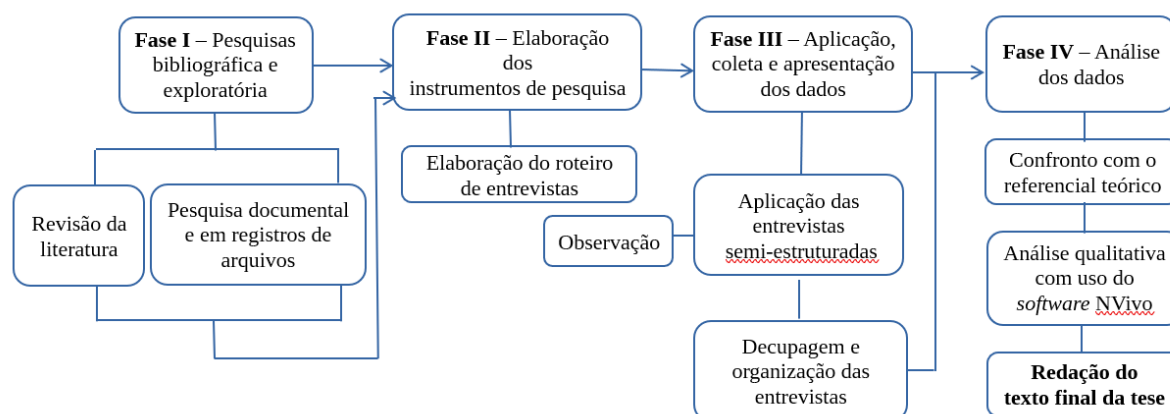 Fase I – Pesquisas
bibliográfica e
exploratória
Revisão da
literatura
Pesquisa documental
e em registros de
arquivos
Fase II – Elaboração
dos
instrumentos de pesquisa
Elaboração do roteiro
de entrevistas
Fase III – Aplicação,
coleta e apresentação
dos dados
Observação
Aplicação das
entrevistas
semi-estruturadas
Decupagem e
organização das
entrevistas
Fase IV – Análise
dos dados
Confronto com o
referencial teórico
Análise qualitativa
com uso do
software NVivo
Redação do
texto final da tese